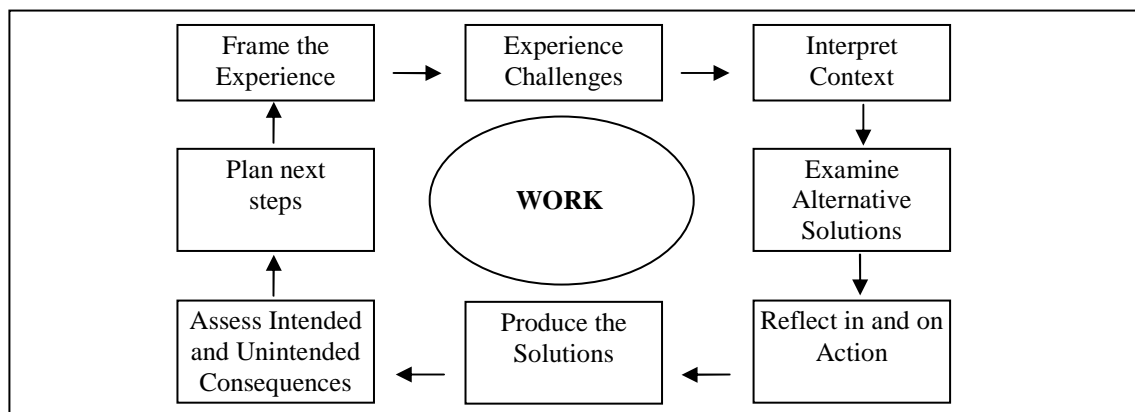 Frame the
Experience
Experience
Challenges
Interpret
Context
Plan next
steps
WORK
Examine
Alternative
Solutions
Assess Intended
and Unintended
Consequences
Produce the
Solutions
Reflect in and on
Action